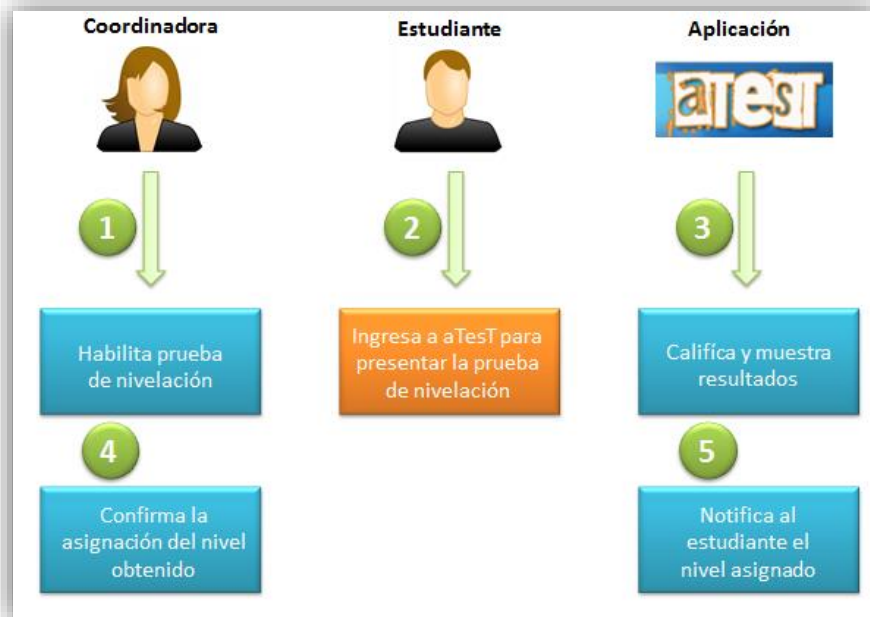 Coordinadora
Estudiante
Aplicación
aTesT
1
2
3
Habilita prueba
de nivelación
Ingresa a aTesT para
presentar la prueba
de nivelación
Califíca y muestra
resultados
4
5
Confirma la
asignación del nivel
obtenido
Notifica al
estudiante el
nivel asignado